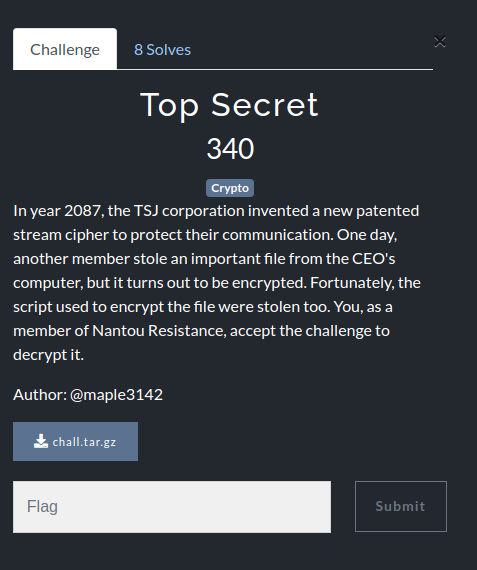 Challenge
8 Solves
×
Top Secret
340
Crypto
In year 2087, the TSJ corporation invented a new patented
stream cipher to protect their communication. One day,
another member stole an important file from the CEO's
computer, but it turns out to be encrypted. Fortunately, the
script used to encrypt the file were stolen too. You, as a
member of Nantou Resistance, accept the challenge to
decrypt it.
Author: @maple3142
chall.tar.gz
Flag
Submit